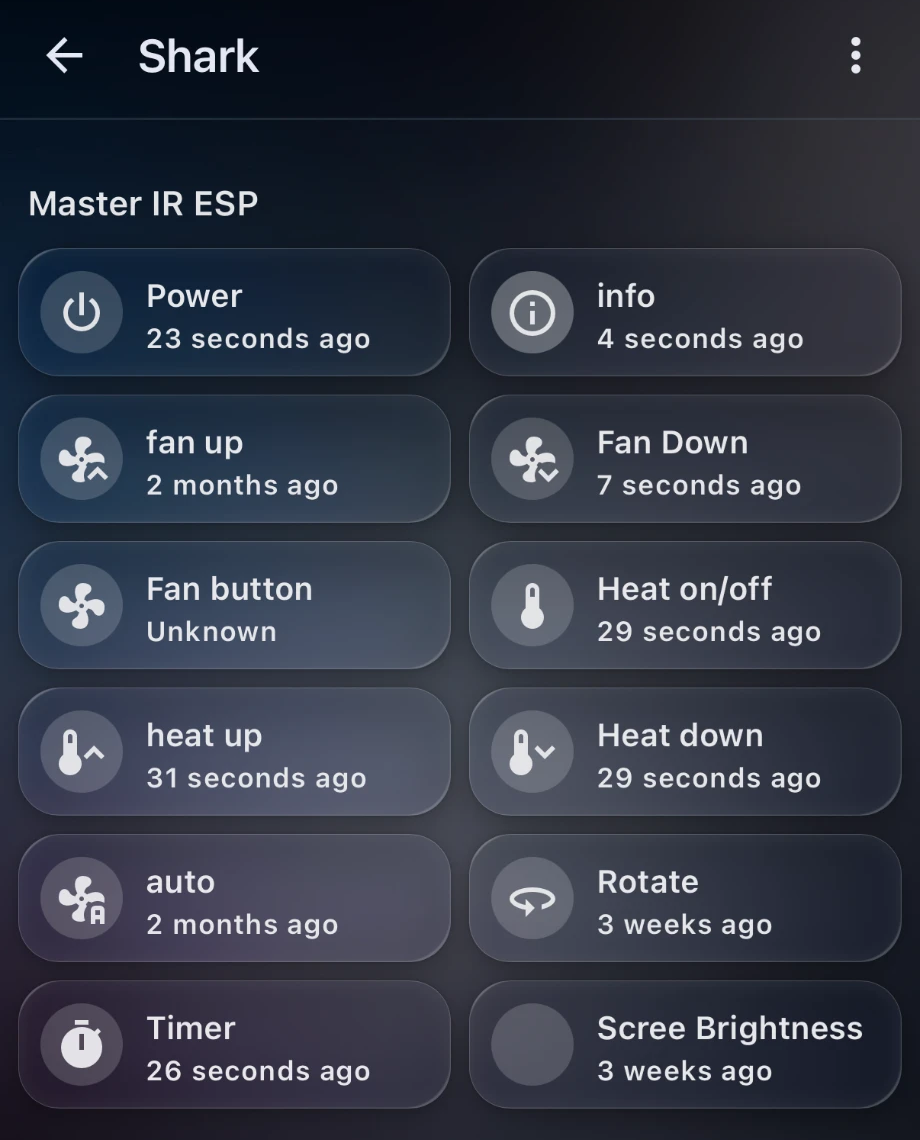 Shark
Master IR ESP
Power
23 seconds ago
info
4 seconds ago
fan up
2 months ago
Fan Down
7 seconds ago
Fan button
Unknown
Heat on/off
29 seconds ago
heat up
31 seconds ago
Heat down
29 seconds ago
auto
2 months ago
Rotate
3 weeks ago
Timer
26 seconds ago
Scree Brightness
3 weeks ago